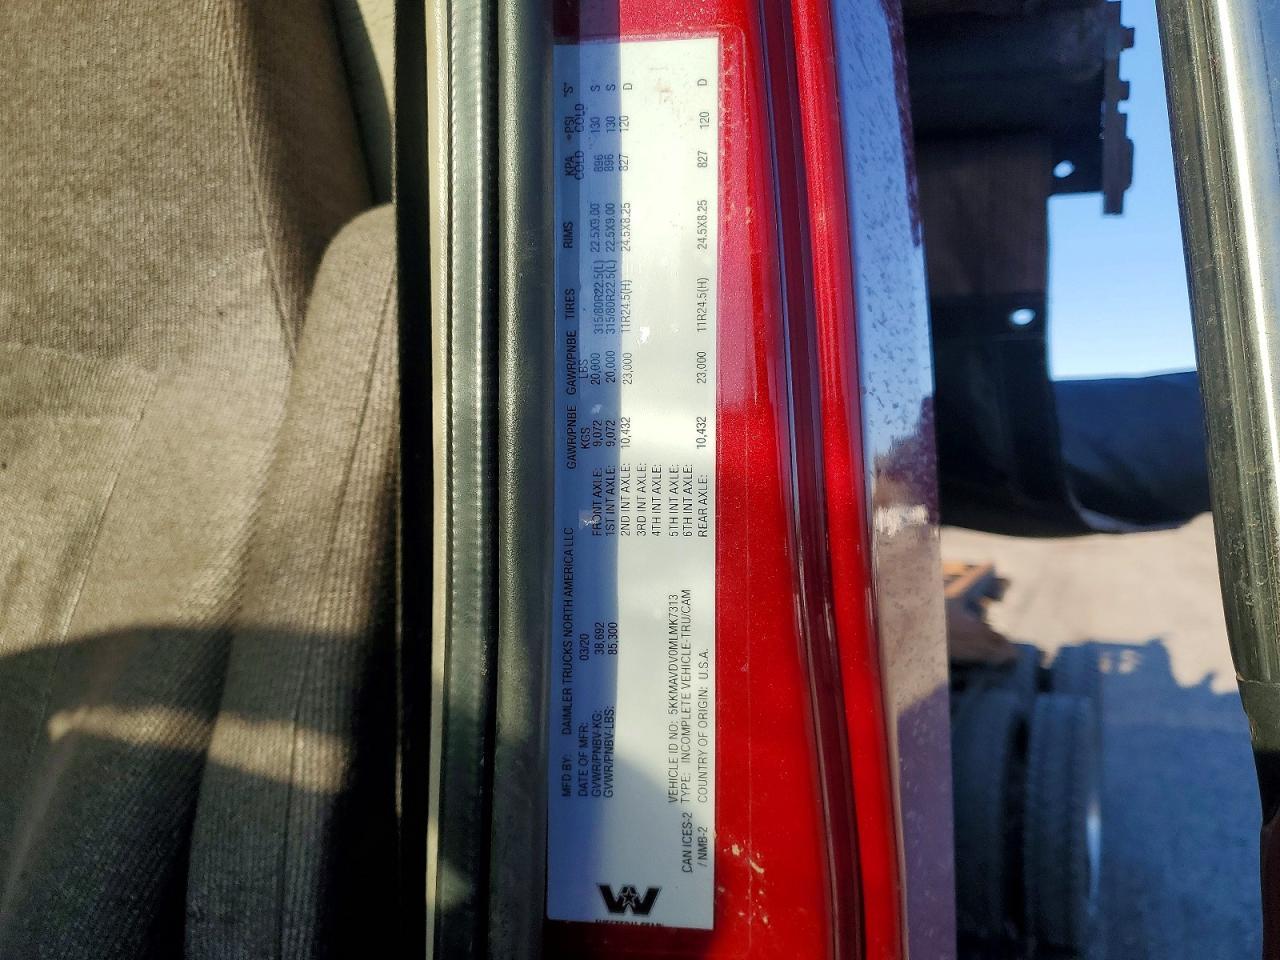 MFD BY: DAIMLER TRUCKS NORTH AMERICA LLC
DATE OF MFR: 03/20
GVWR/PNBV-KG: 38,692
GVWR/PNBV-LBS: 85,300
VEHICLE ID NO: 5KKMAVDV0MLMK7313
CAN ICES-2 TYPE: INCOMPLETE VEHICLE-TRU/CAM
/ NMB-2 COUNTRY OF ORIGIN: U.S.A.
GAWR/PNBE GAWR/PNBE TIRES RIMS KPA *PSI "S"
KGS LBS COLD COLD
FRONT AXLE: 9,072 20,000 315/80R22.5(L) 22.5X9.00 896 130 S
1ST INT AXLE: 9,072 20,000 315/80R22.5(L) 22.5X9.00 896 130 S
2ND INT AXLE: 10,432 23,000 11R24.5(H) 24.5X8.25 827 120 D
3RD INT AXLE:
4TH INT AXLE:
5TH INT AXLE:
6TH INT AXLE:
REAR AXLE: 10,432 23,000 11R24.5(H) 24.5X8.25 827 120 D
WESTERN STAR